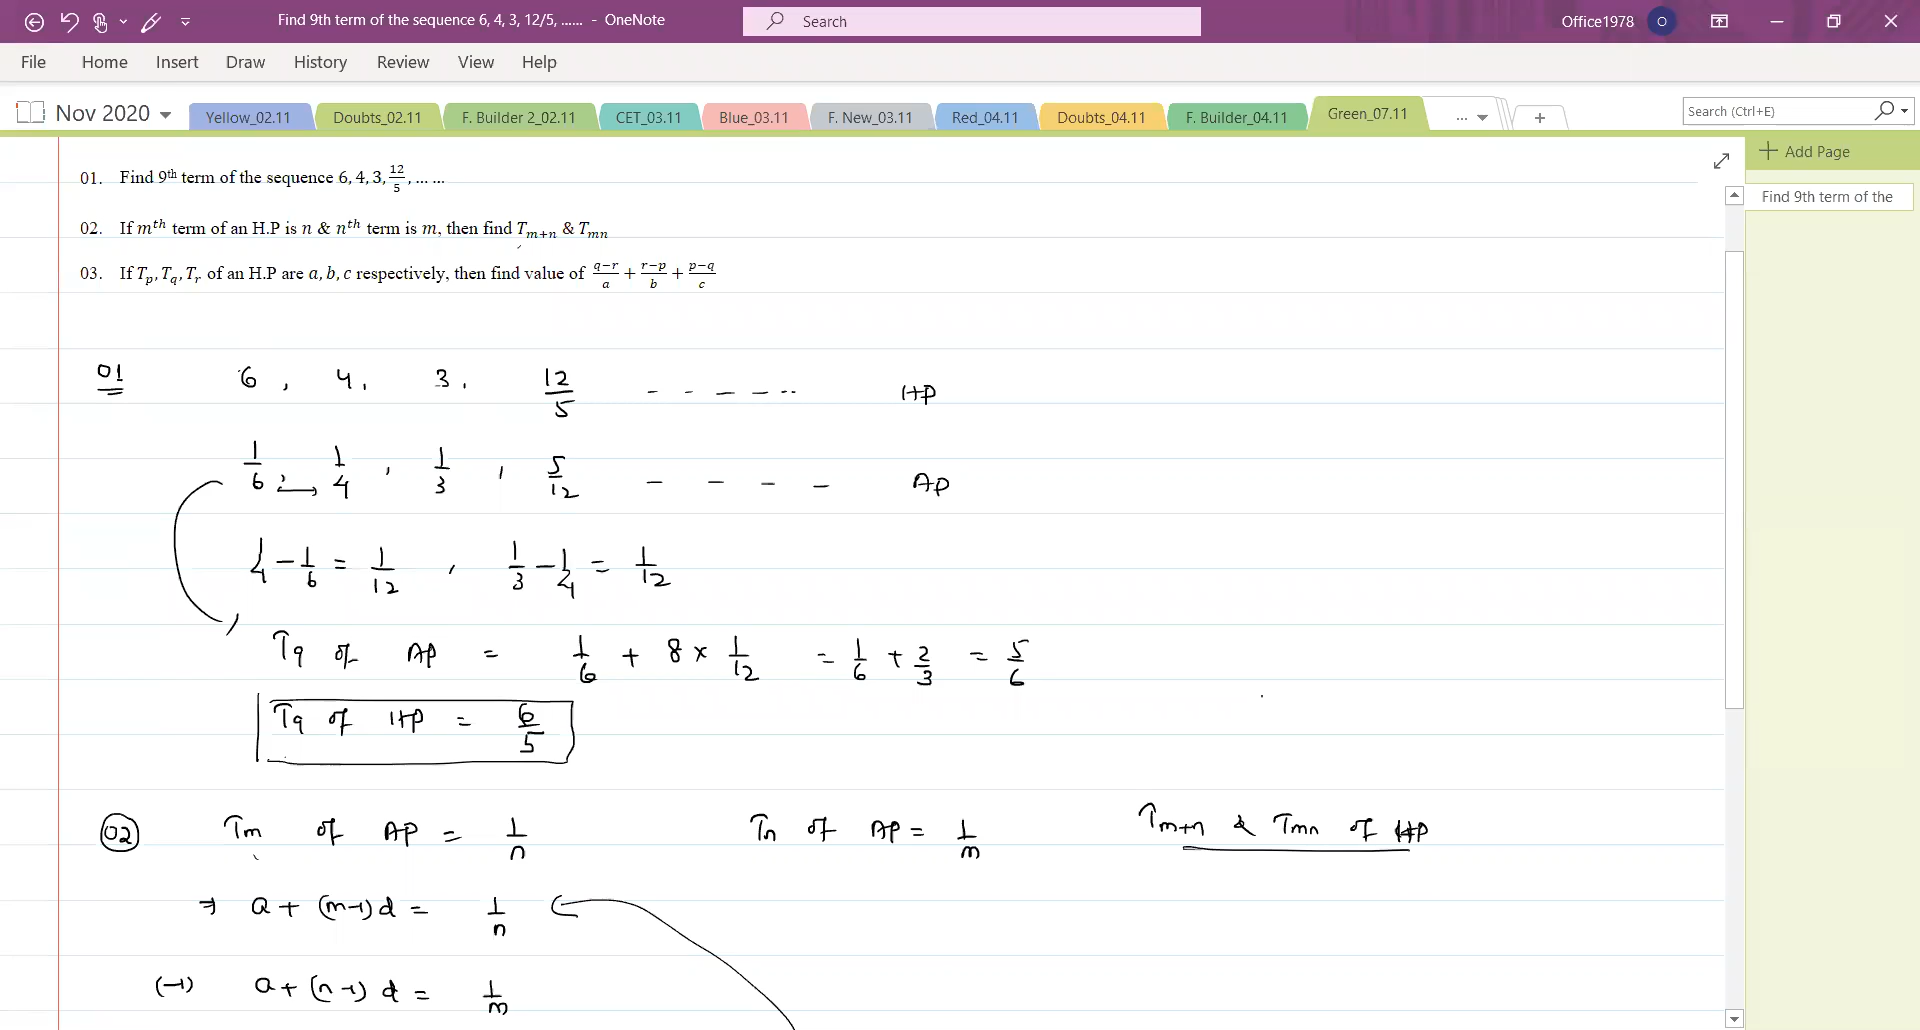 Find 9th term of the sequence 6, 4, 3, 12/5, ...... - OneNote
Search
Office1978
O
File Home Insert Draw History Review View Help
Nov 2020
Yellow_02.11 Doubts_02.11 F. Builder 2_02.11 CET_03.11 Blue_03.11 F. New_03.11 Red_04.11 Doubts_04.11 F. Builder_04.11 Green_07.11 ... +
Search (Ctrl+E)
+ Add Page
Find 9th term of the
01. Find 9th term of the sequence 6, 4, 3, 12/5, ... ...
02. If m^th term of an H.P is n & n^th term is m, then find T_m+n & T_mn
03. If T_p, T_q, T_r of an H.P are a, b, c respectively, then find value of (q−r)/a + (r−p)/b + (p−q)/c
01 6, 4, 3, 12/5 - - - - - - HP
1/6, 1/4, 1/3, 5/12 - - - - AP
1/4 − 1/6 = 1/12, 1/3 − 1/4 = 1/12
T9 of AP = 1/6 + 8 × 1/12 = 1/6 + 2/3 = 5/6
T9 of HP = 6/5
02 Tm of AP = 1/n Tn of AP = 1/m Tm+n & Tmn of HP
⇒ a + (m−1)d = 1/n
(−) a + (n−1)d = 1/m